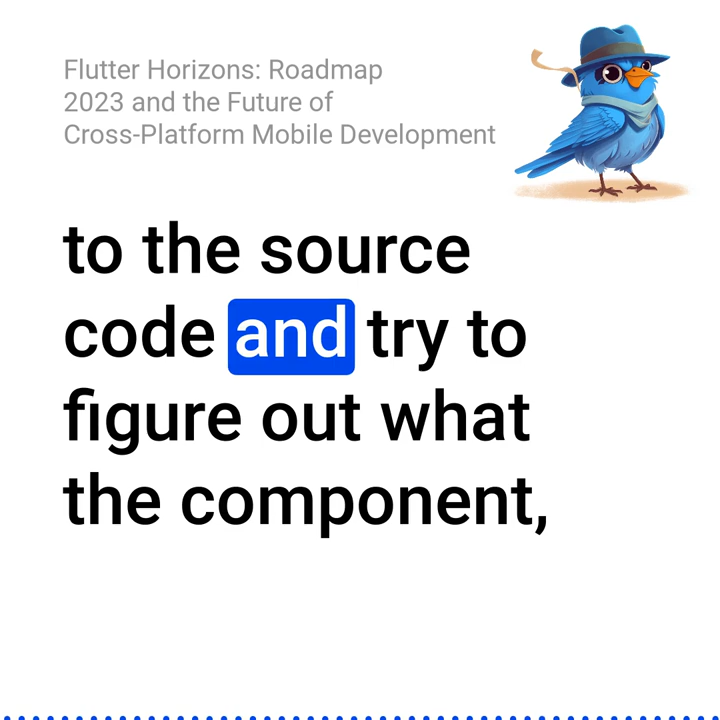 Flutter Horizons: Roadmap
2023 and the Future of
Cross-Platform Mobile Development
to the source
code and try to
figure out what
the component,